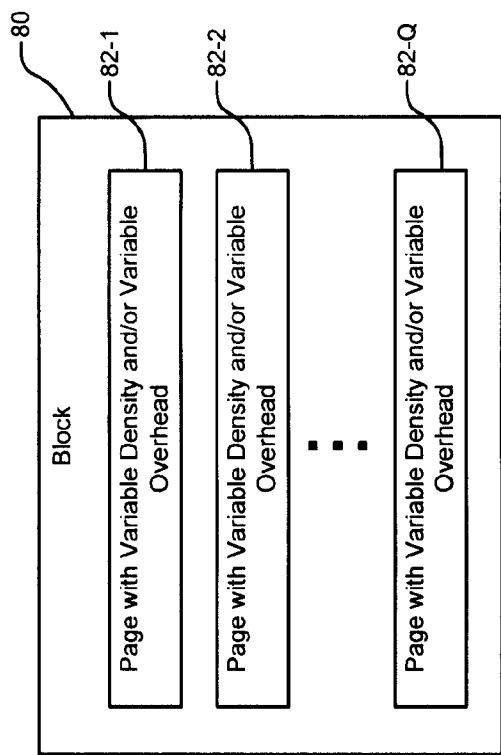 Block
80
Page with Variable Density and/or Variable
Overhead
82-1
Page with Variable Density and/or Variable
Overhead
82-2
Page with Variable Density and/or Variable
Overhead
82-Q